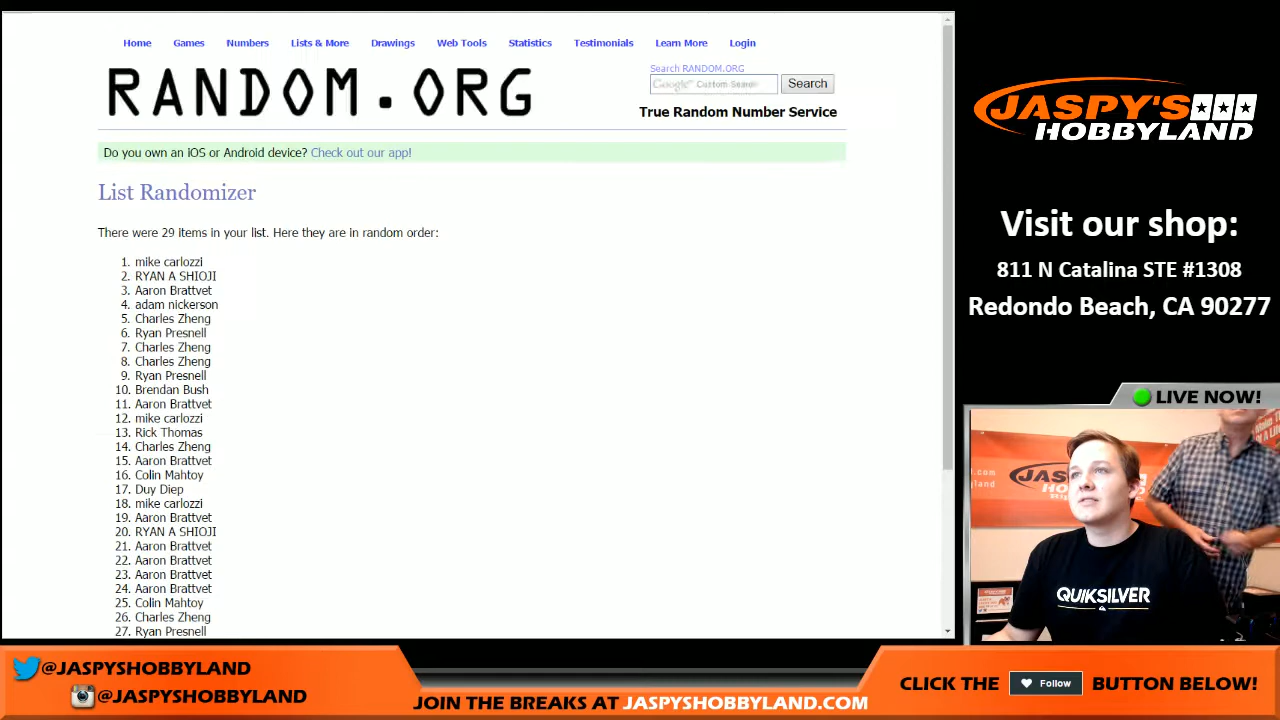 Home Games Numbers Lists & More Drawings Web Tools Statistics Testimonials Learn More Login
RANDOM.ORG
Search RANDOM.ORG
Google Custom Search
Search
True Random Number Service
Do you own an iOS or Android device? Check out our app!
List Randomizer
There were 29 items in your list. Here they are in random order:
1. mike carlozzi
2. RYAN A SHIOJI
3. Aaron Brattvet
4. adam nickerson
5. Charles Zheng
6. Ryan Presnell
7. Charles Zheng
8. Charles Zheng
9. Ryan Presnell
10. Brendan Bush
11. Aaron Brattvet
12. mike carlozzi
13. Rick Thomas
14. Charles Zheng
15. Aaron Brattvet
16. Colin Mahtoy
17. Duy Diep
18. mike carlozzi
19. Aaron Brattvet
20. RYAN A SHIOJI
21. Aaron Brattvet
22. Aaron Brattvet
23. Aaron Brattvet
24. Aaron Brattvet
25. Colin Mahtoy
26. Charles Zheng
27. Ryan Presnell
JASPY'S
HOBBYLAND
Visit our shop:
811 N Catalina STE #1308
Redondo Beach, CA 90277
LIVE NOW!
QUIKSILVER
@JASPYSHOBBYLAND
@JASPYSHOBBYLAND
JOIN THE BREAKS AT JASPYSHOBBYLAND.COM
CLICK THE Follow BUTTON BELOW!